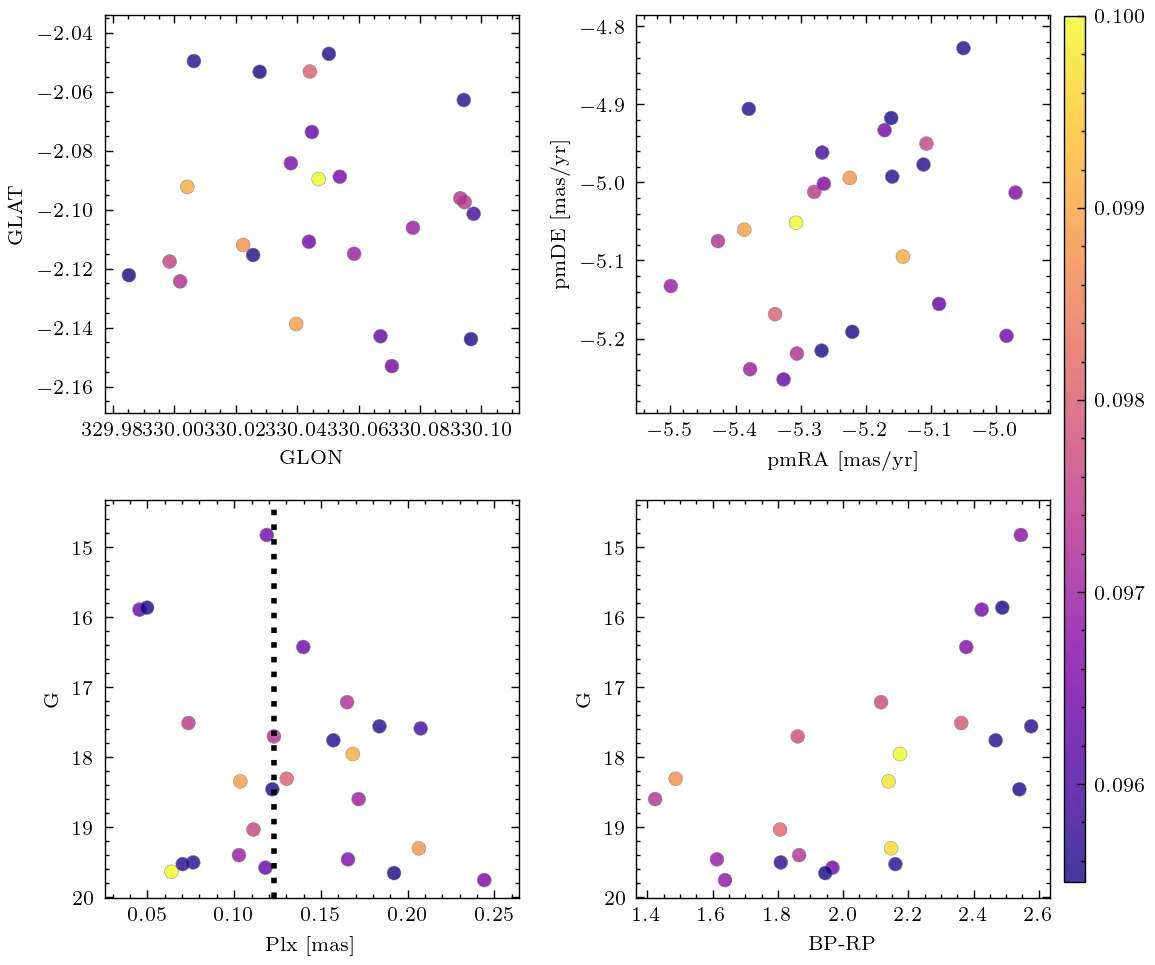 −2.04
−2.06
−2.08
−2.10
−2.12
−2.14
−2.16
GLAT
329.98330.00330.02330.04330.06330.08330.10
GLON
−4.8
−4.9
−5.0
−5.1
−5.2
pmDE [mas/yr]
−5.5 −5.4 −5.3 −5.2 −5.1 −5.0
pmRA [mas/yr]
0.100
0.099
0.098
0.097
0.096
15
16
17
18
19
20
G
0.05 0.10 0.15 0.20 0.25
Plx [mas]
15
16
17
18
19
20
G
1.4 1.6 1.8 2.0 2.2 2.4 2.6
BP-RP